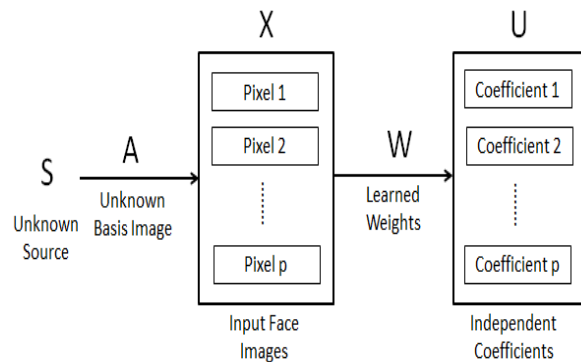 X
U
Pixel 1
Pixel 2
Pixel p
Coefficient 1
Coefficient 2
Coefficient p
S
A
W
Unknown
Source
Unknown
Basis Image
Learned
Weights
Input Face
Images
Independent
Coefficients